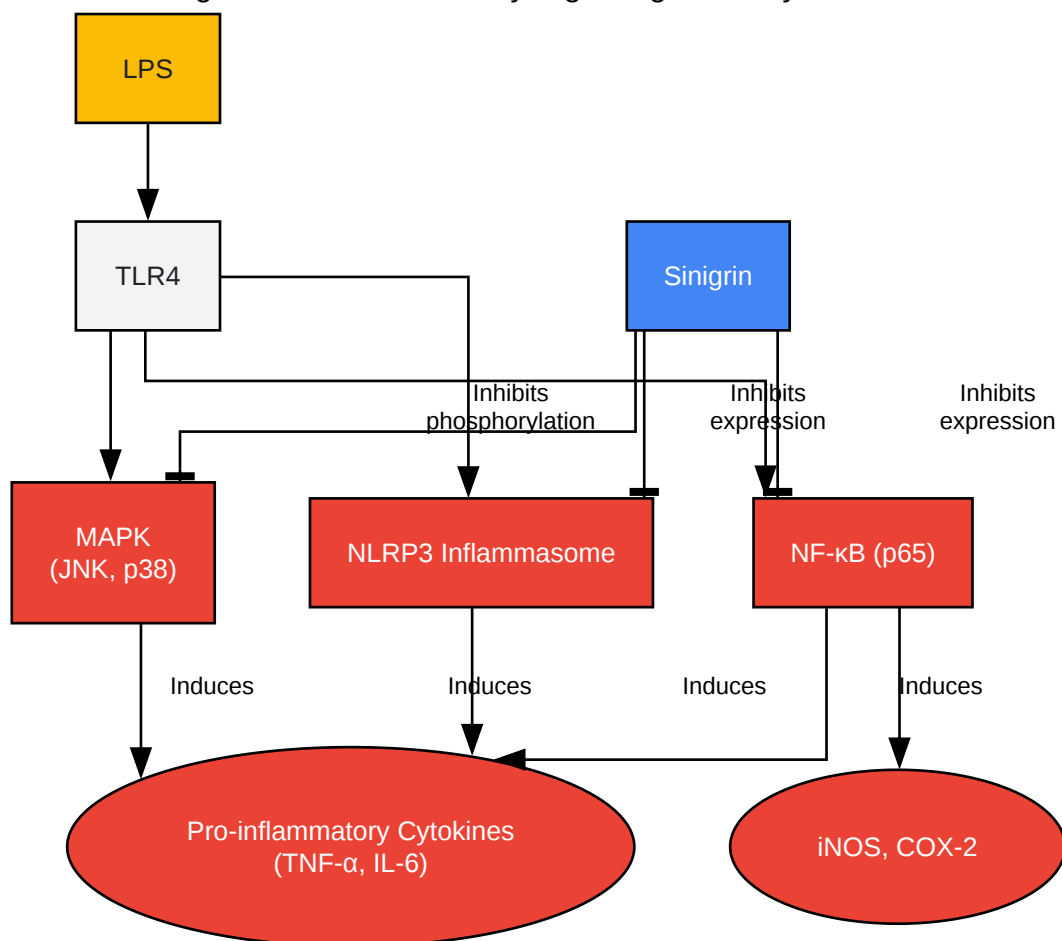 LPS
TLR4
Sinigrin
Inhibits
phosphorylation
Inhibits
expression
Inhibits
expression
MAPK
(JNK, p38)
NLRP3 Inflammasome
NF-κB (p65)
Induces
Induces
Induces
Induces
Pro-inflammatory Cytokines
(TNF-α, IL-6)
iNOS, COX-2